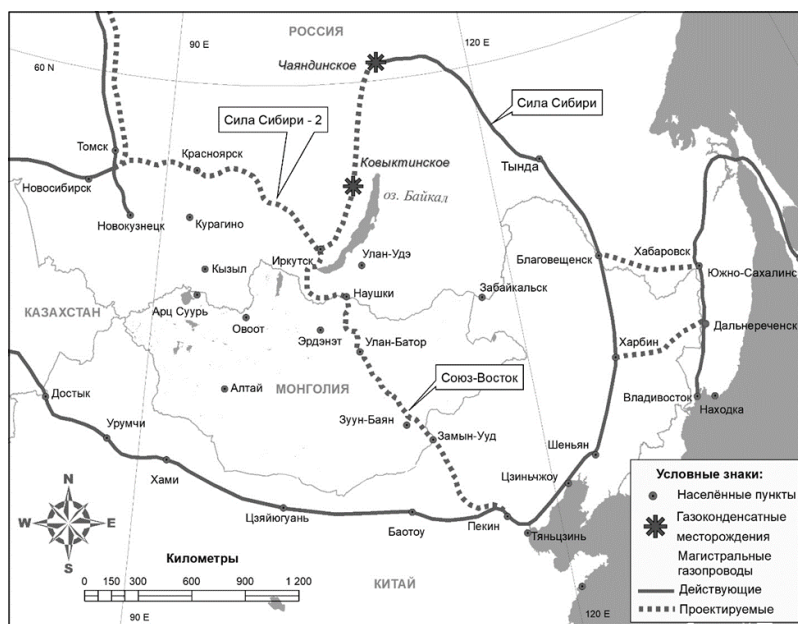 РОССИЯ
90 E
120 E
60 N
Чаяндинское
Сила Сибири
Сила Сибири - 2
Томск
Красноярск
Ковыктинское
Тында
Новосибирск
оз. Байкал
Новокузнецк
Курагино
Иркутск
Улан-Удэ
Благовещенск
Хабаровск
Кызыл
Южно-Сахалинс
Наушки
Забайкальск
КАЗАХСТАН
Арц Суурь
Овоот
Эрдэнэт
Улан-Батор
Харбин
Дальнереченск
Союз-Восток
Достык
Алтай
МОНГОЛИЯ
Владивосток
Находка
Зуун-Баян
Урумчи
Замын-Ууд
Шеньян
Хами
Цзиньчжоу
Цзяйюгуань
Баотоу
Пекин
Тяньцзинь
N
W
E
S
Километры
0 75 150 300 600 900 1 200
КИТАЙ
90 E
120 E
Условные знаки:
Населённые пункты
Газоконденсатные
месторождения
Магистральные
газопроводы
Действующие
Проектируемые